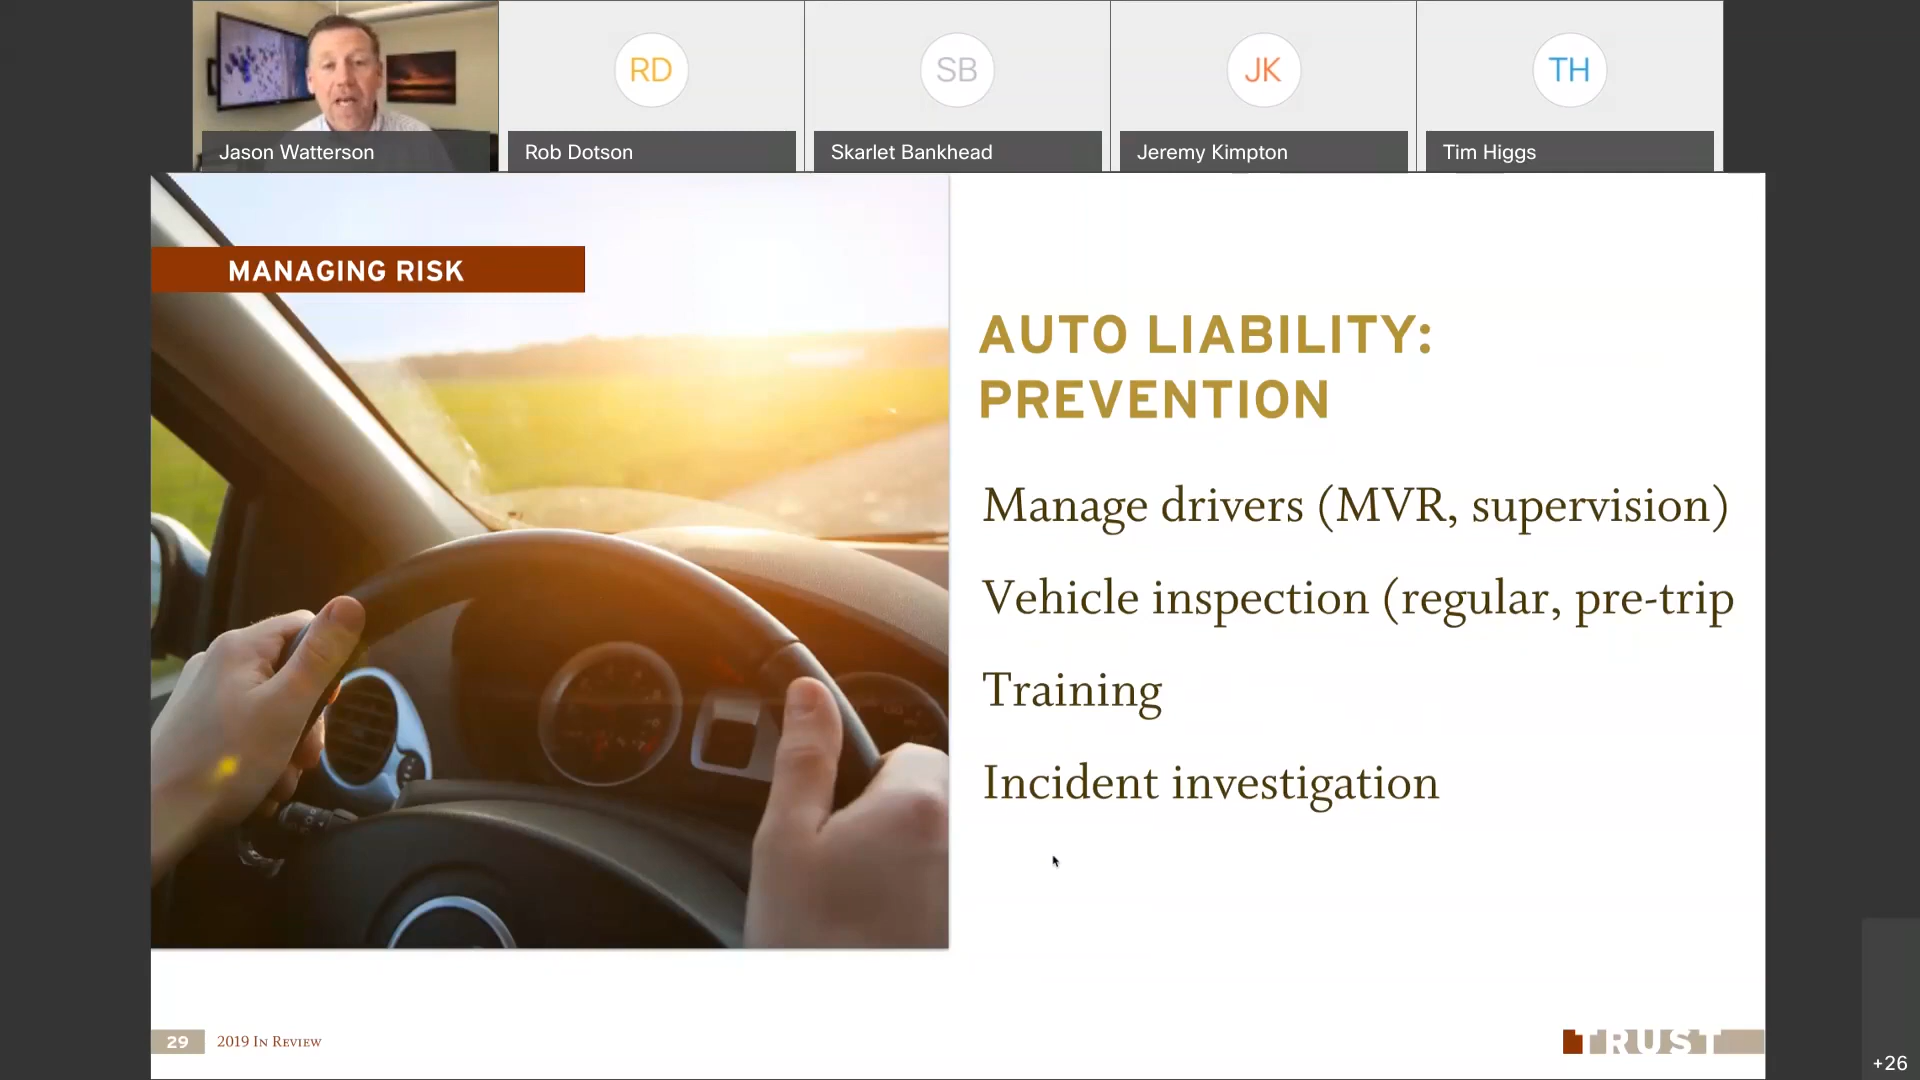 RD
SB
JK
TH
Jason Watterson
Rob Dotson
Skarlet Bankhead
Jeremy Kimpton
Tim Higgs
MANAGING RISK
AUTO LIABILITY:
PREVENTION
Manage drivers (MVR, supervision)
Vehicle inspection (regular, pre-trip
Training
Incident investigation
29
2019 In Review
TRUST
+26